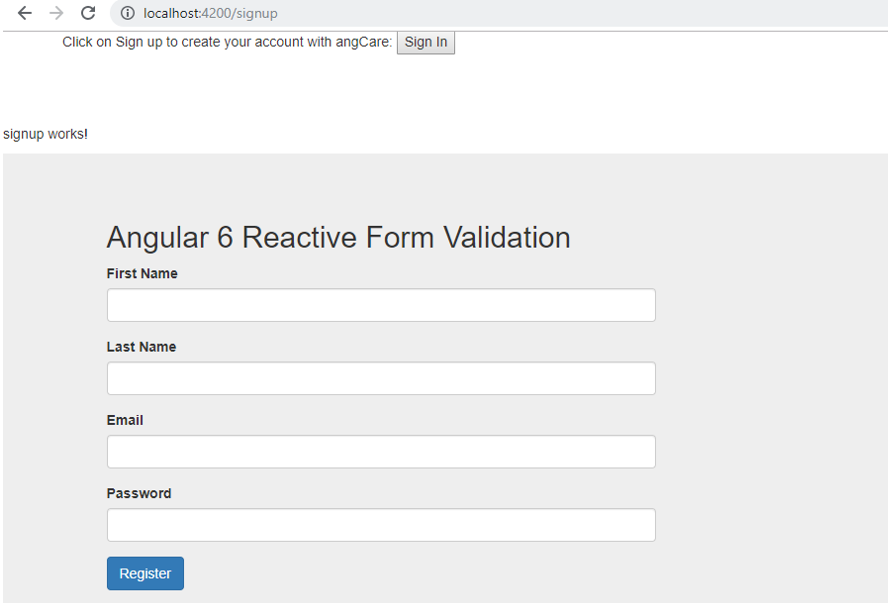 localhost:4200/signup
Click on Sign up to create your account with angCare: Sign In
signup works!
Angular 6 Reactive Form Validation
First Name
Last Name
Email
Password
Register